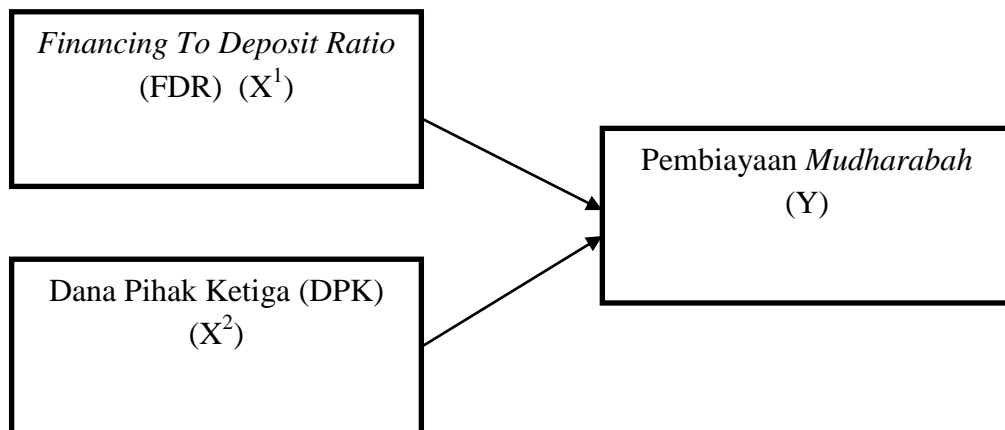 Financing To Deposit Ratio
(FDR) (X¹)
Pembiayaan Mudharabah
(Y)
Dana Pihak Ketiga (DPK)
(X²)